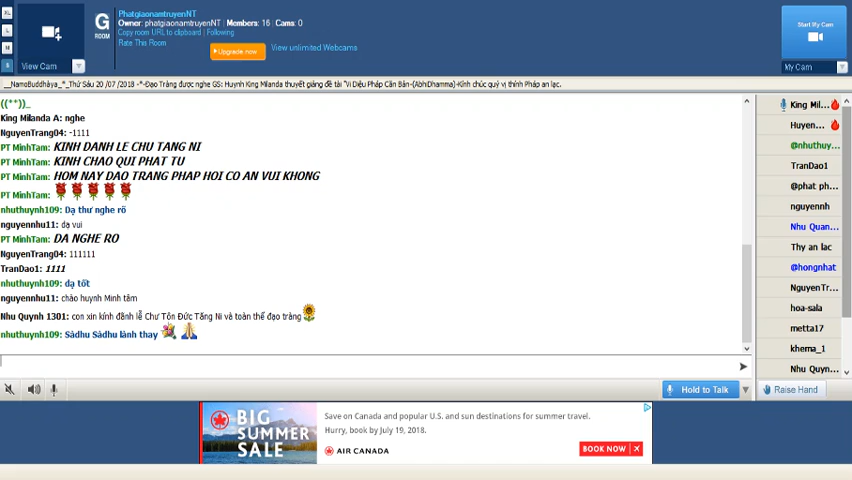 XL
L
M
S
View Cam
G
ROOM
PhatgiaonamtruyenNT
Owner: phatgiaonamtruyenNT | Members: 16 | Cams: 0
Copy room URL to clipboard | Following
Rate This Room
Upgrade now
View unlimited Webcams
Start My Cam
My Cam
__NamoBuddhàya_*_Thứ Sáu 20 /07 /2018 -*-Đạo Tràng được nghe GS: Huynh King Milanda thuyết giảng đề tài "Vi Diệu Pháp Căn Bản-{AbhiDhamma}-Kính chúc quý vị thính Pháp an lạc.
((**))_
King Milanda A: nghe
NguyenTrang04: -1111
PT MinhTam: KINH DANH LE CHU TANG NI
PT MinhTam: KINH CHAO QUI PHAT TU
PT MinhTam: HOM NAY DAO TRANG PHAP HOI CO AN VUI KHONG
PT MinhTam:
nhuthuynh109: Dạ thư nghe rõ
nguyennhu11: dạ vui
PT MinhTam: DA NGHE RO
NguyenTrang04: 111111
TranDao1: 1111
nhuthuynh109: dạ tốt
nguyennhu11: chào huynh Minh tâm
Nhu Quynh 1301: con xin kính đảnh lễ Chư Tôn Đức Tăng Ni và toàn thể đạo tràng
nhuthuynh109: Sàdhu Sàdhu lành thay
King Mil...
Huyen...
@nhuthuy...
TranDao1
@phat ph...
nguyennh
Nhu Quan...
Thy an lac
@hongnhat
NguyenTr...
hoa-sala
metta17
khema_1
Nhu Quyn...
Hold to Talk
Raise Hand
BIG
SUMMER
SALE
Save on Canada and popular U.S. and sun destinations for summer travel.
Hurry, book by July 19, 2018.
AIR CANADA
BOOK NOW